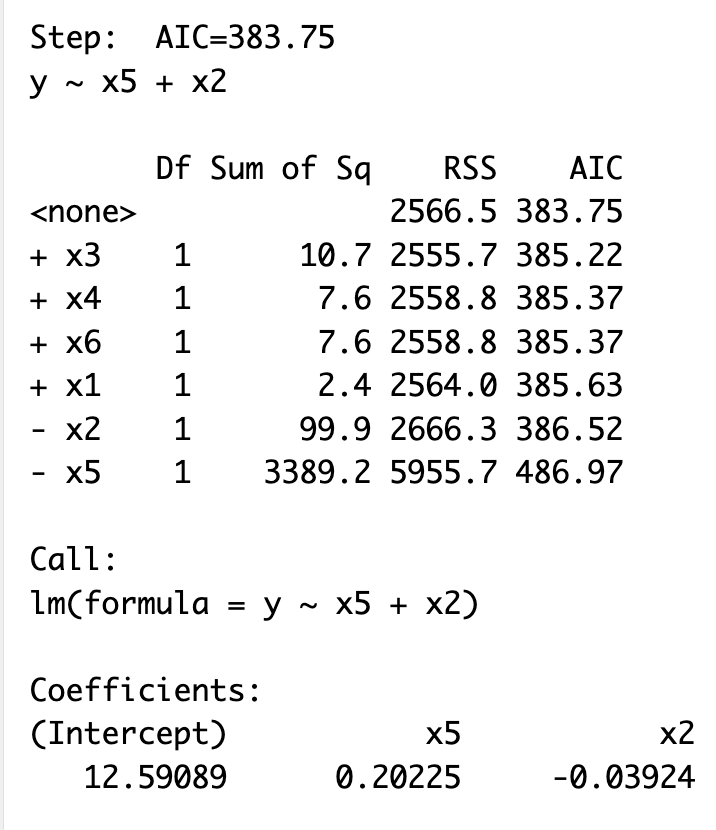 Step:  AIC=383.75
y ~ x5 + x2
       Df Sum of Sq    RSS    AIC
<none>              2566.5 383.75
+ x3    1      10.7 2555.7 385.22
+ x4    1       7.6 2558.8 385.37
+ x6    1       7.6 2558.8 385.37
+ x1    1       2.4 2564.0 385.63
- x2    1      99.9 2666.3 386.52
- x5    1    3389.2 5955.7 486.97
Call:
lm(formula = y ~ x5 + x2)
Coefficients:
(Intercept)           x5           x2
   12.59089      0.20225     -0.03924